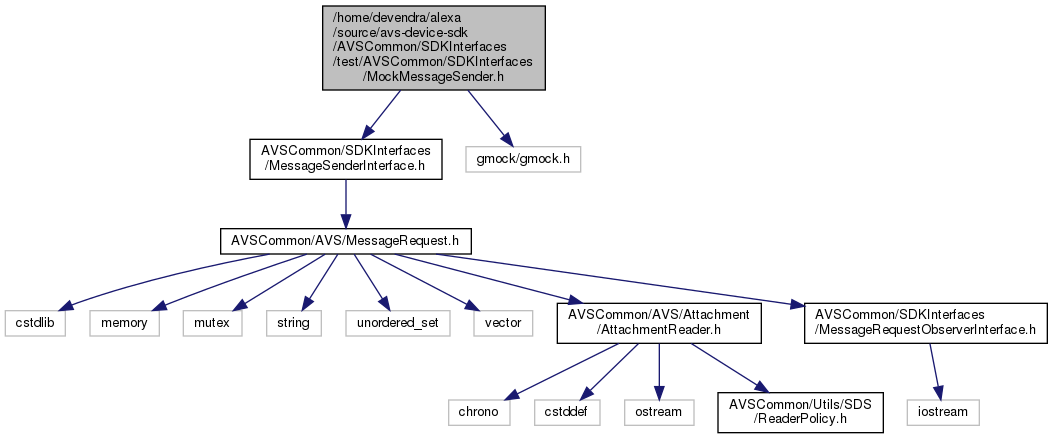 /home/devendra/alexa
/source/avs-device-sdk
/AVSCommon/SDKInterfaces
/test/AVSCommon/SDKInterfaces
/MockMessageSender.h
AVSCommon/SDKInterfaces
/MessageSenderInterface.h
gmock/gmock.h
AVSCommon/AVS/MessageRequest.h
cstdlib
memory
mutex
string
unordered_set
vector
AVSCommon/AVS/Attachment
/AttachmentReader.h
AVSCommon/SDKInterfaces
/MessageRequestObserverInterface.h
chrono
cstddef
ostream
AVSCommon/Utils/SDS
/ReaderPolicy.h
iostream